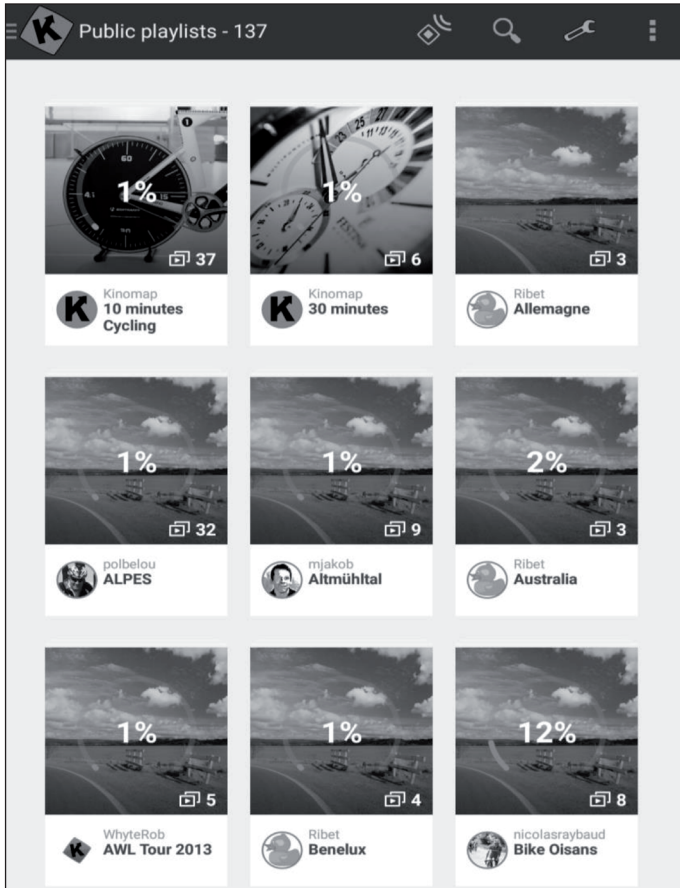 Public playlists - 137
1%
37
Kinomap
10 minutes
Cycling
1%
6
Kinomap
30 minutes
3
Ribet
Allemagne
1%
32
polbelou
ALPES
1%
9
mjakob
Altmühltal
2%
3
Ribet
Australia
1%
5
WhyteRob
AWL Tour 2013
1%
4
Ribet
Benelux
12%
8
nicolasraybaud
Bike Oisans